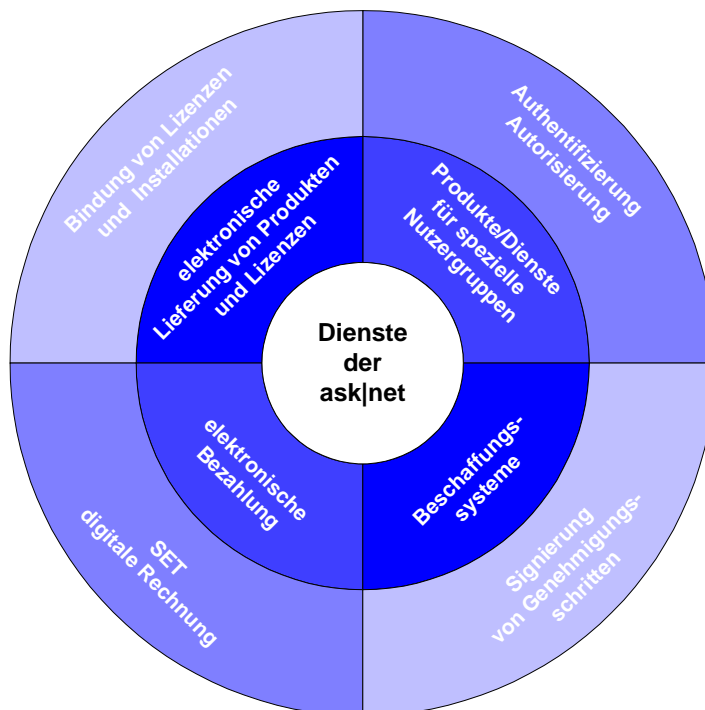 Bindung von Lizenzen
und Installationen
Authentifizierung
Autorisierung
elektronische
Lieferung von Produkten
und Lizenzen
Produkte/Dienste
für spezielle
Nutzergruppen
Dienste
der
ask|net
elektronische
Bezahlung
Beschaffungs-
systeme
SET
digitale Rechnung
Signierung
von Genehmigungs-
schritten